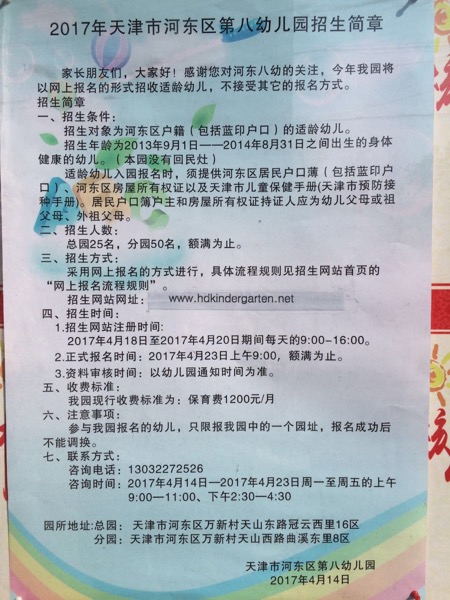 2017年天津市河东区第八幼儿园招生简章
家长朋友们，大家好！感谢您对河东八幼的关注，今年我园将
以网上报名的形式招收适龄幼儿，不接受其它的报名方式。
招生简章
一、招生条件：
招生对象为河东区户籍（包括蓝印户口）的适龄幼儿。
招生年龄为2013年9月1日——2014年8月31日之间出生的身体
健康的幼儿。（本园没有回民灶）
适龄幼儿入园报名时，须提供河东区居民户口薄（包括蓝印户口
）、河东区房屋所有权证以及天津市儿童保健手册(天津市预防接
种手册)。居民户口簿户主和房屋所有权证持证人应为幼儿父母或祖
父母、外祖父母。
二、招生人数：
总园25名，分园50名，额满为止。
三、招生方式：
采用网上报名的方式进行，具体流程规则见招生网站首页的
“网上报名流程规则”。
招生网站网址： www.hdkindergarten.net
四、招生时间：
1.招生网站注册时间：
2017年4月18日至2017年4月20日期间每天的9:00-16:00。
2.正式报名时间：2017年4月23日上午9:00，额满为止。
3.资料审核时间：以幼儿园通知时间为准。
五、收费标准：
我园现行收费标准为：保育费1200元/月
六、注意事项：
参与我园报名的幼儿，只限报我园中的一个园址，报名成功后
不能调换。
七、联系方式：
咨询电话：13032272526
咨询时间：2017年4月14日—2017年4月23日周一至周五的上午
9:00—11:00、下午2:30—4:30
园所地址:总园： 天津市河东区万新村天山东路冠云西里16区
分园： 天津市河东区万新村天山西路曲溪东里8区
天津市河东区第八幼儿园
2017年4月14日